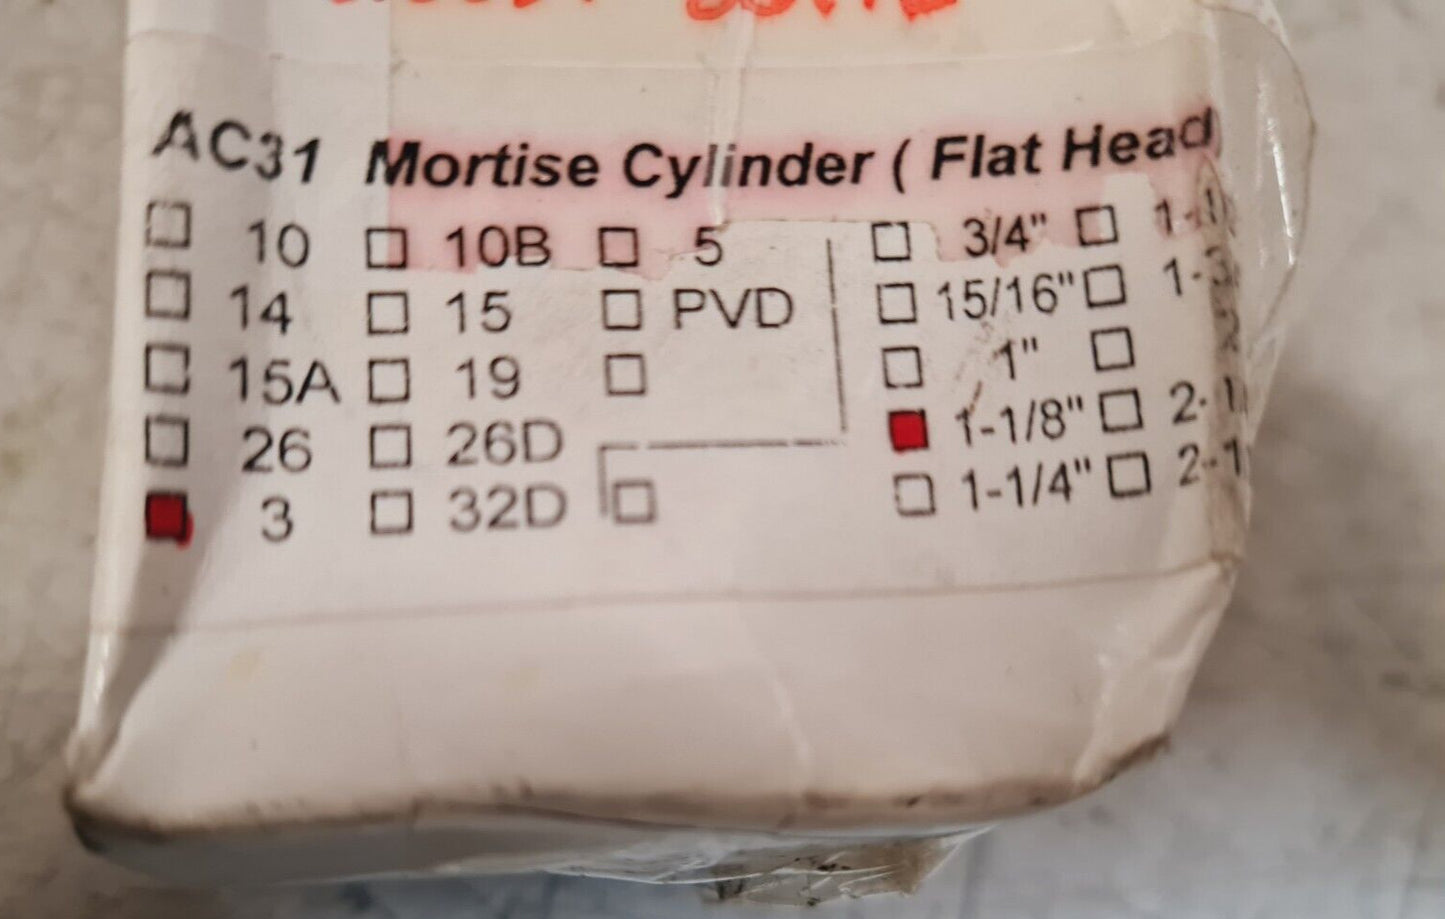 AC31 Mortise Cylinder ( Flat Head)
☐ 10 ☐ 10B ☐ 5 ☐ 3/4" ☐
☐ 14 ☐ 15 ☐ PVD ☐ 15/16" ☐
☐ 15A ☐ 19 ☐ ☐ 1" ☐
☐ 26 ☐ 26D ■ 1-1/8" ☐
■ 3 ☐ 32D ☐ ☐ 1-1/4" ☐